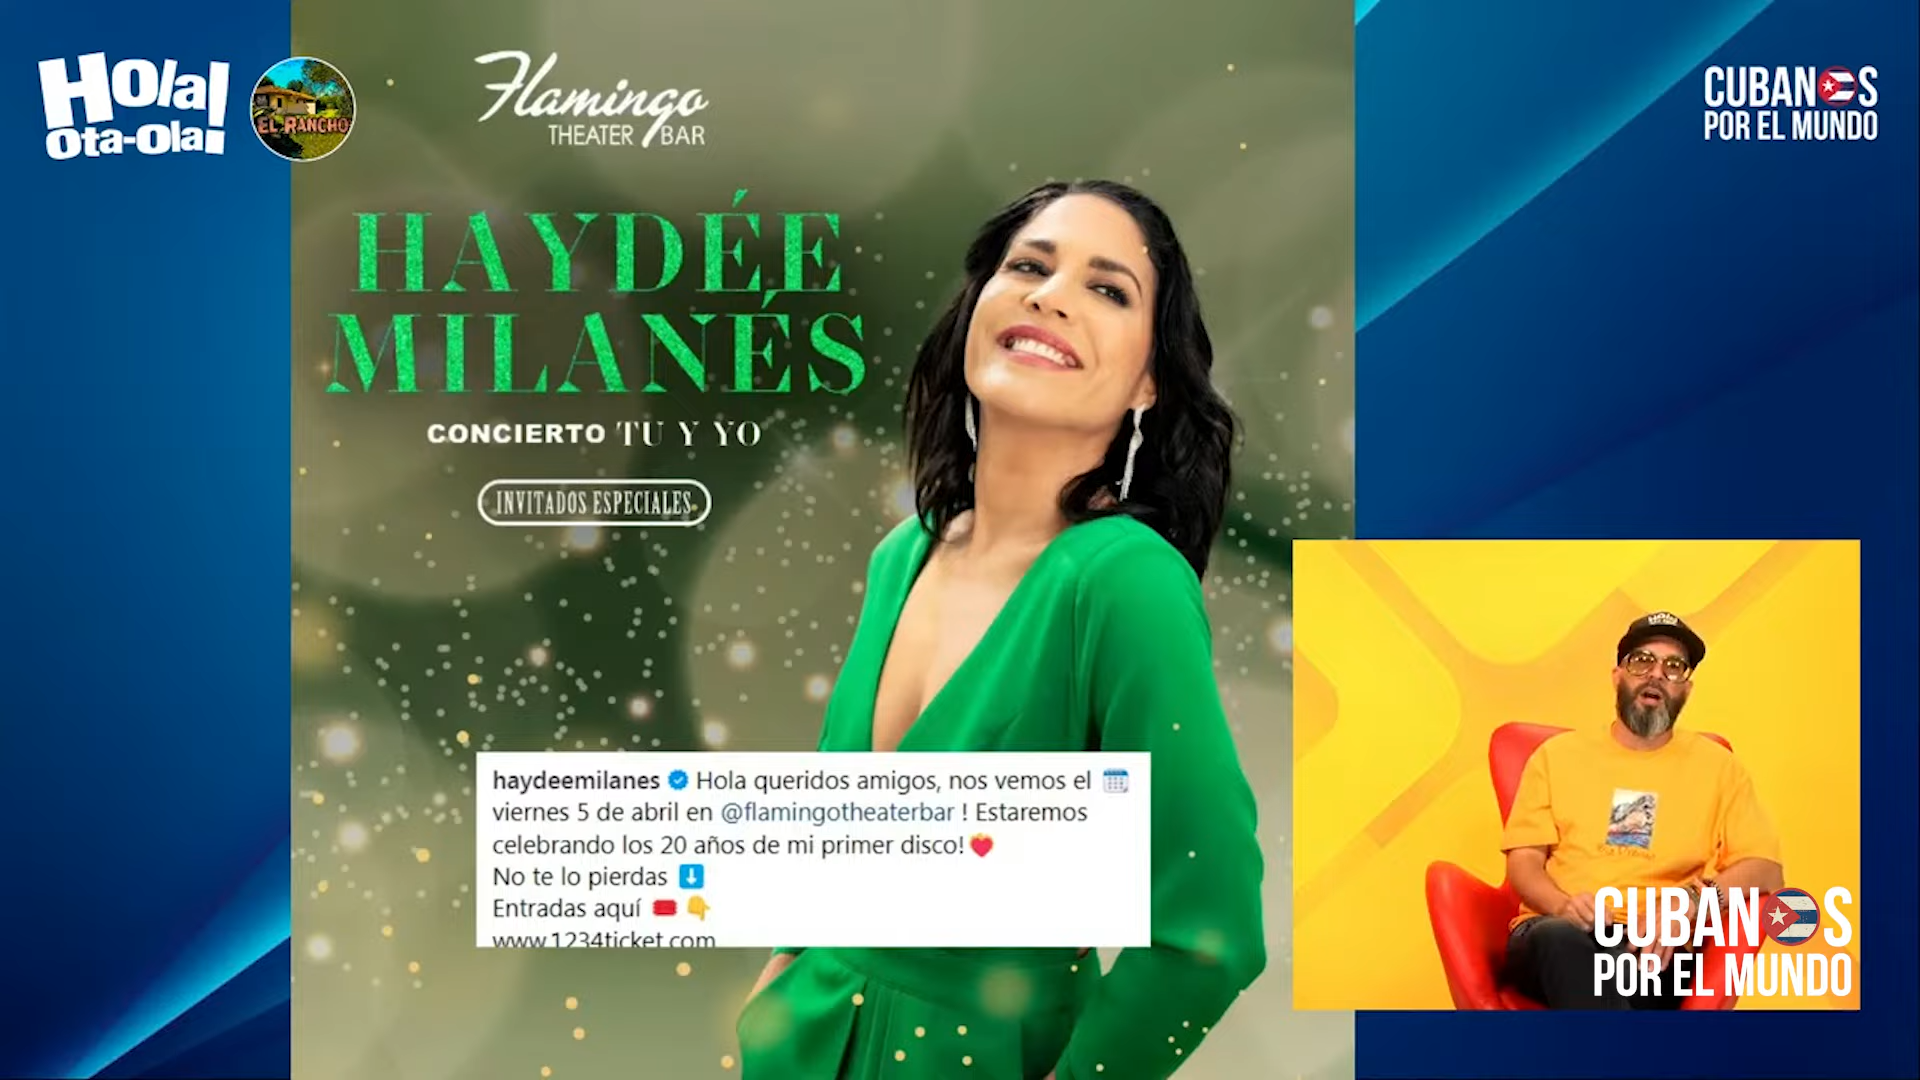 Hola!
Ota-Ola!
EL RANCHO
Flamingo
THEATER BAR
CUBANOS
POR EL MUNDO
HAYDÉE
MILANÉS
CONCIERTO TU Y YO
INVITADOS ESPECIALES
haydeemilanes Hola queridos amigos, nos vemos el
viernes 5 de abril en @flamingotheaterbar ! Estaremos
celebrando los 20 años de mi primer disco!
No te lo pierdas
Entradas aquí
www.1234ticket.com
CUBANOS
POR EL MUNDO